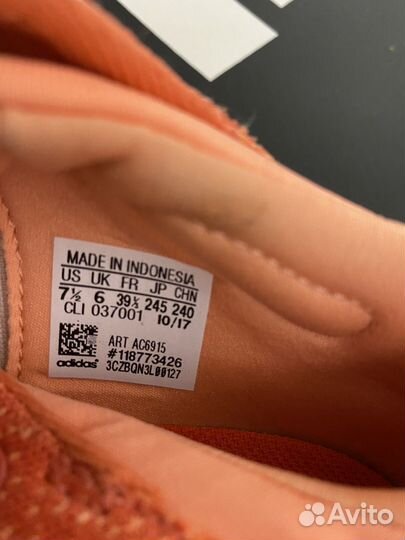 MADE IN INDONESIA
US UK FR JP CHN
7½ 6 39⅓ 245 240
CLI 037001 10/17
ART AC6915
#118773426
adidas 3CZBQN3L00127
Avito